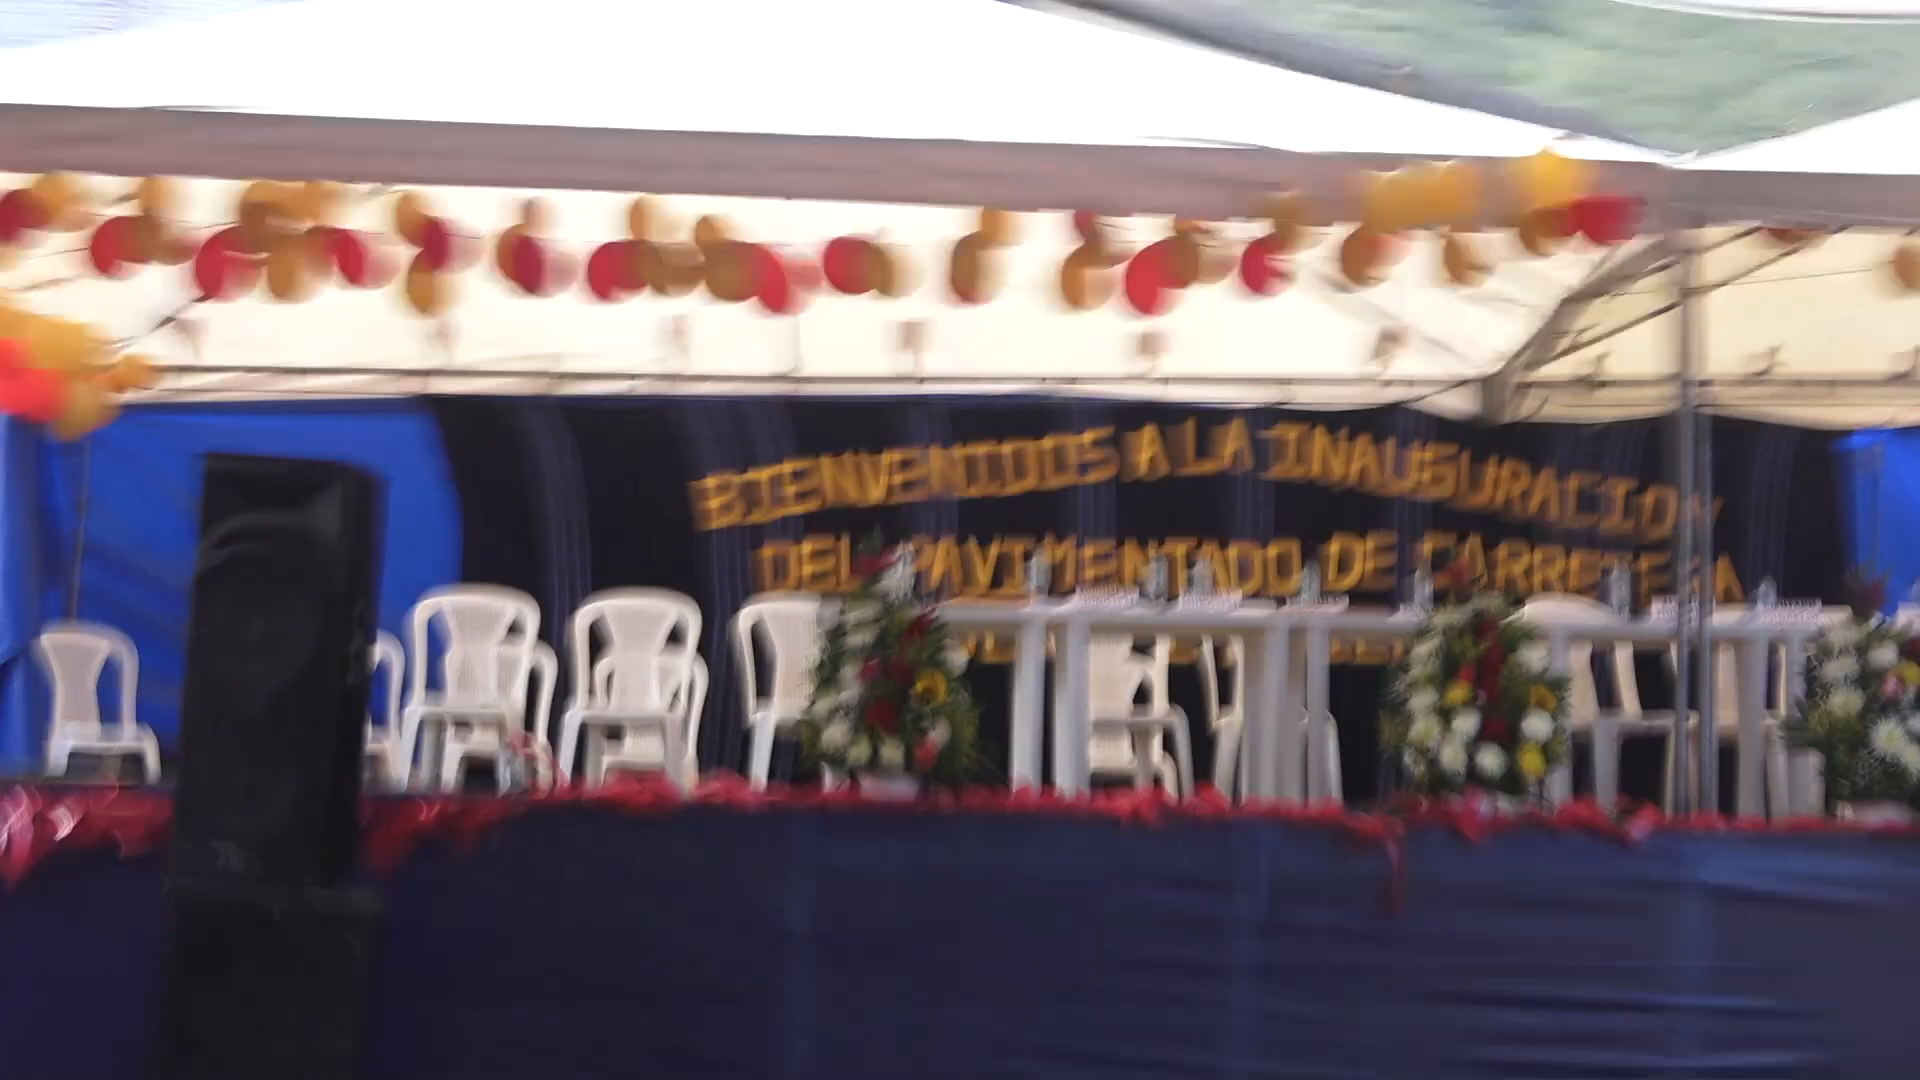 BIENVENIDOS A LA INAUGURACION
DEL PAVIMENTADO DE CARRETERA